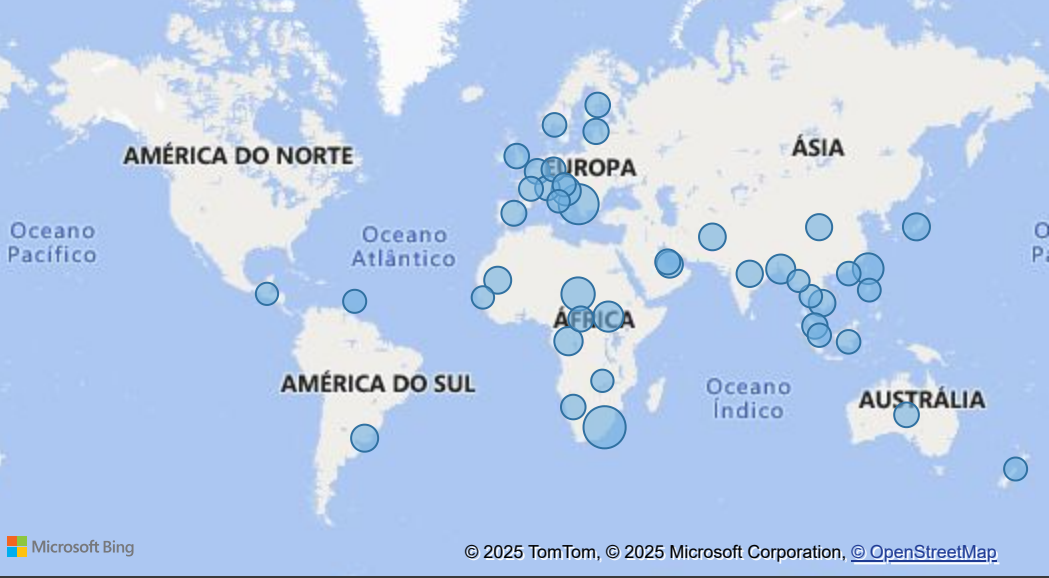 AMÉRICA DO NORTE
EUROPA
ÁSIA
Oceano
Pacífico
Oceano
Atlântico
O
Pa
ÁFRICA
AMÉRICA DO SUL
Oceano
Índico
AUSTRÁLIA
Microsoft Bing
© 2025 TomTom, © 2025 Microsoft Corporation, © OpenStreetMap